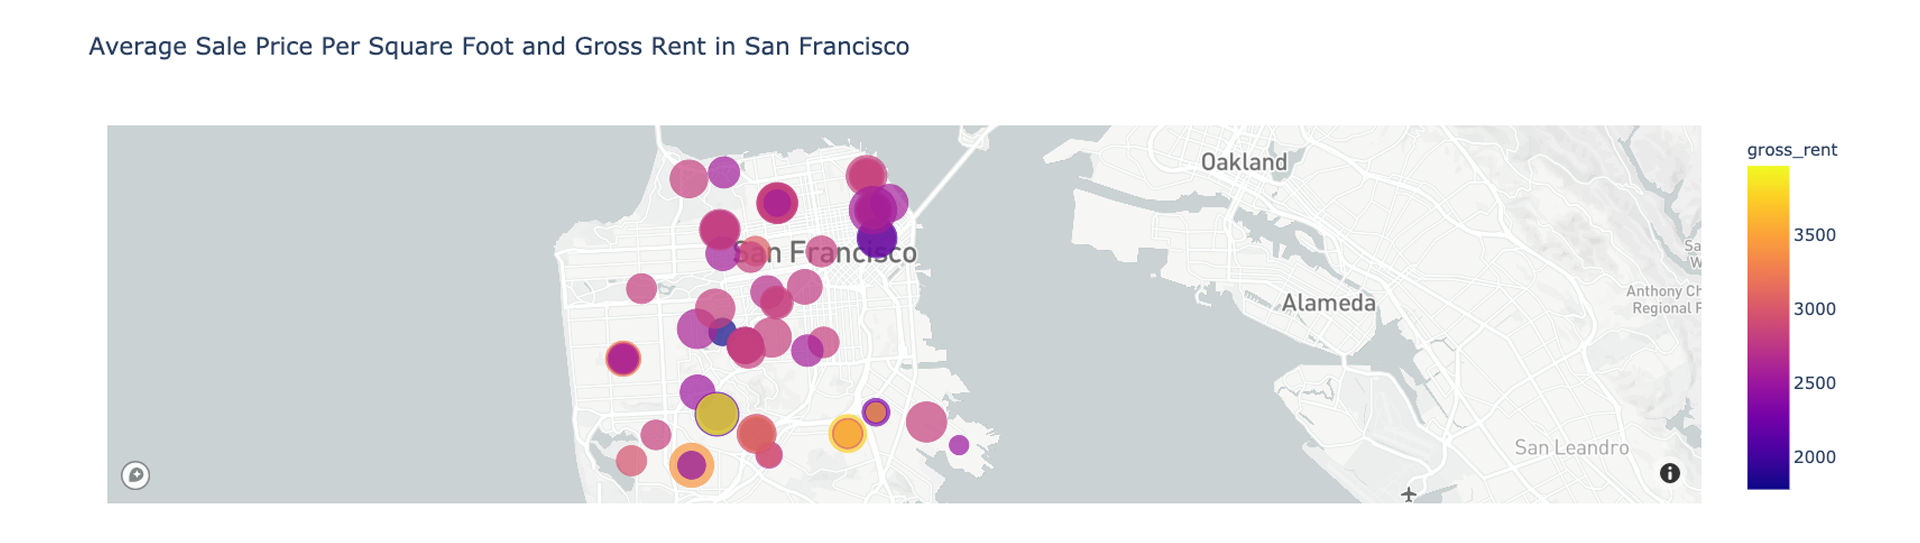 Average Sale Price Per Square Foot and Gross Rent in San Francisco
gross_rent
3500
3000
2500
2000
Oakland
San Francisco
Alameda
Sa
W
Anthony Ch
Regional F
San Leandro